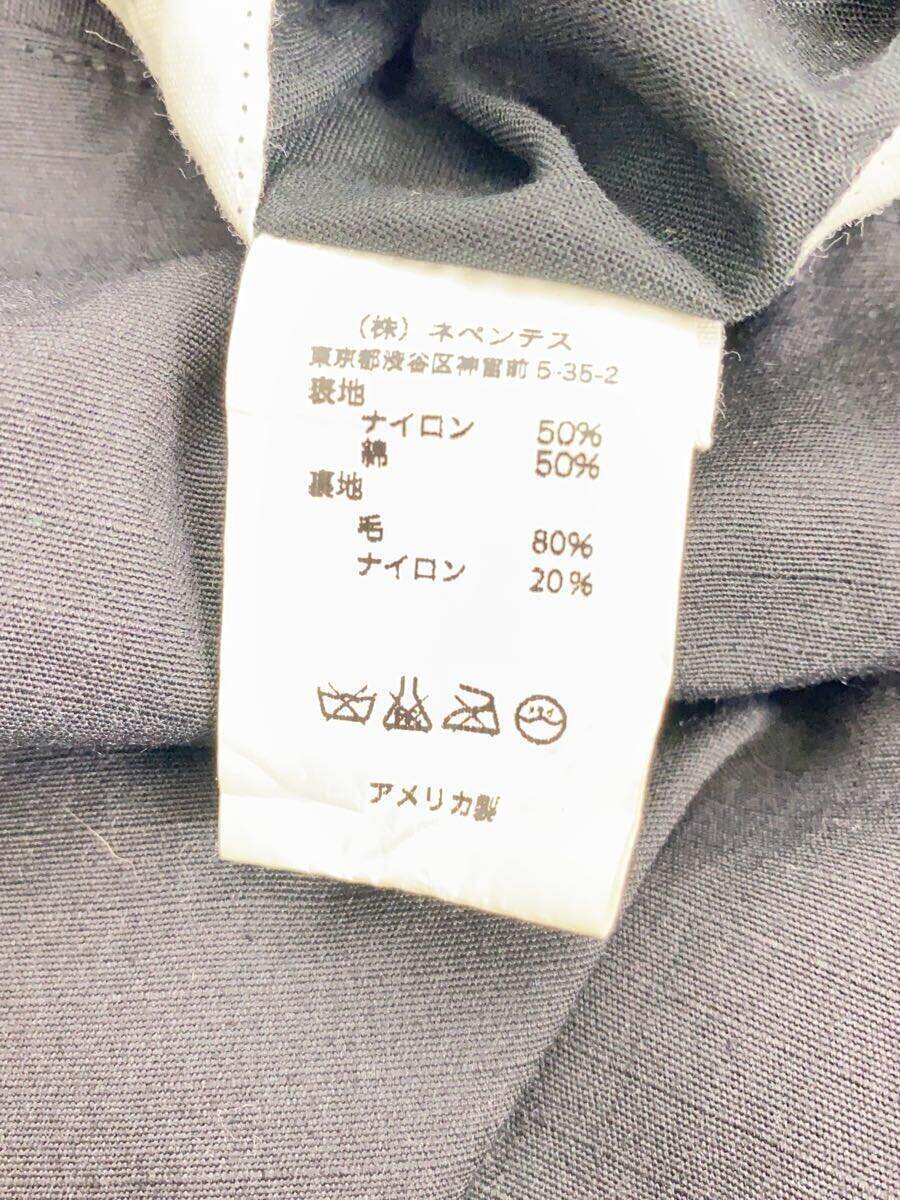 （株）ネペンテス
東京都渋谷区神宮前5-35-2
表地
ナイロン 50%
綿 50%
裏地
毛 80%
ナイロン 20%
アメリカ製